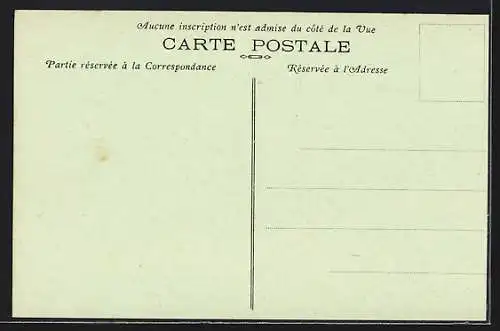 Aucune inscription n'est admise du côté de la Vue
CARTE POSTALE
Partie réservée à la Correspondance
Réservée à l'Adresse